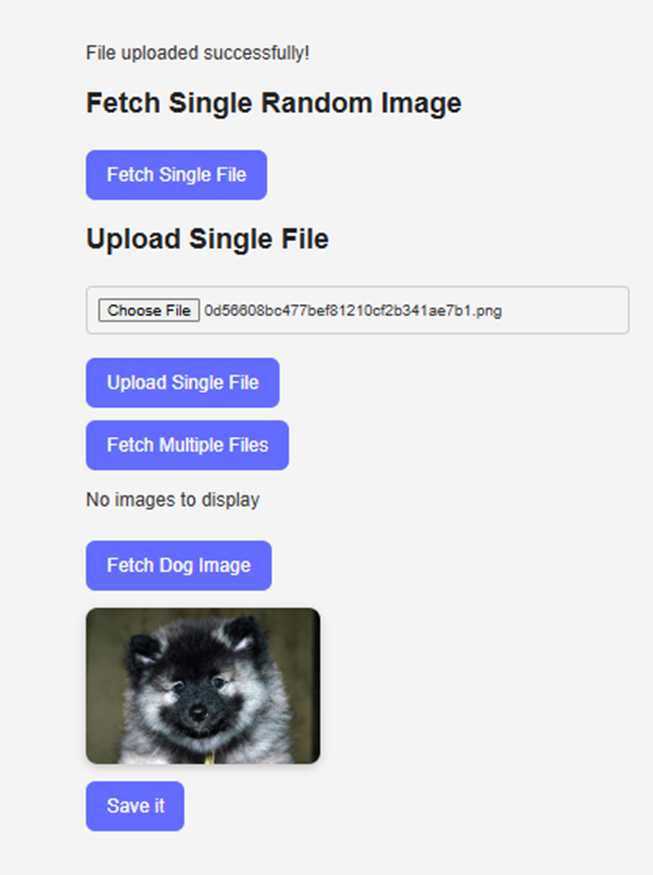 File uploaded successfully!
Fetch Single Random Image
Fetch Single File
Upload Single File
Choose File 0d56608bc477bef81210cf2b341ae7b1.png
Upload Single File
Fetch Multiple Files
No images to display
Fetch Dog Image
Save it